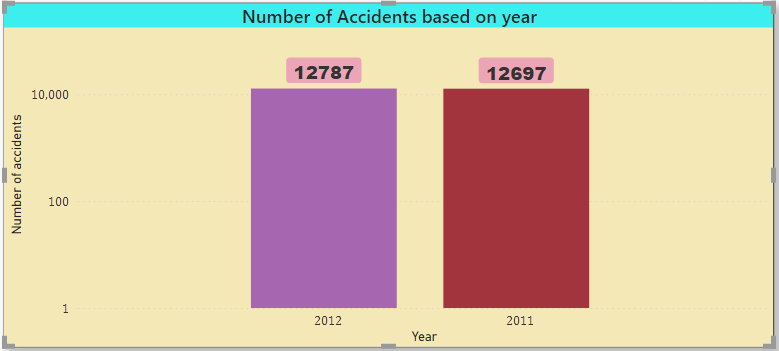 Number of Accidents based on year
12787
12697
10,000
100
1
Number of accidents
2012
2011
Year